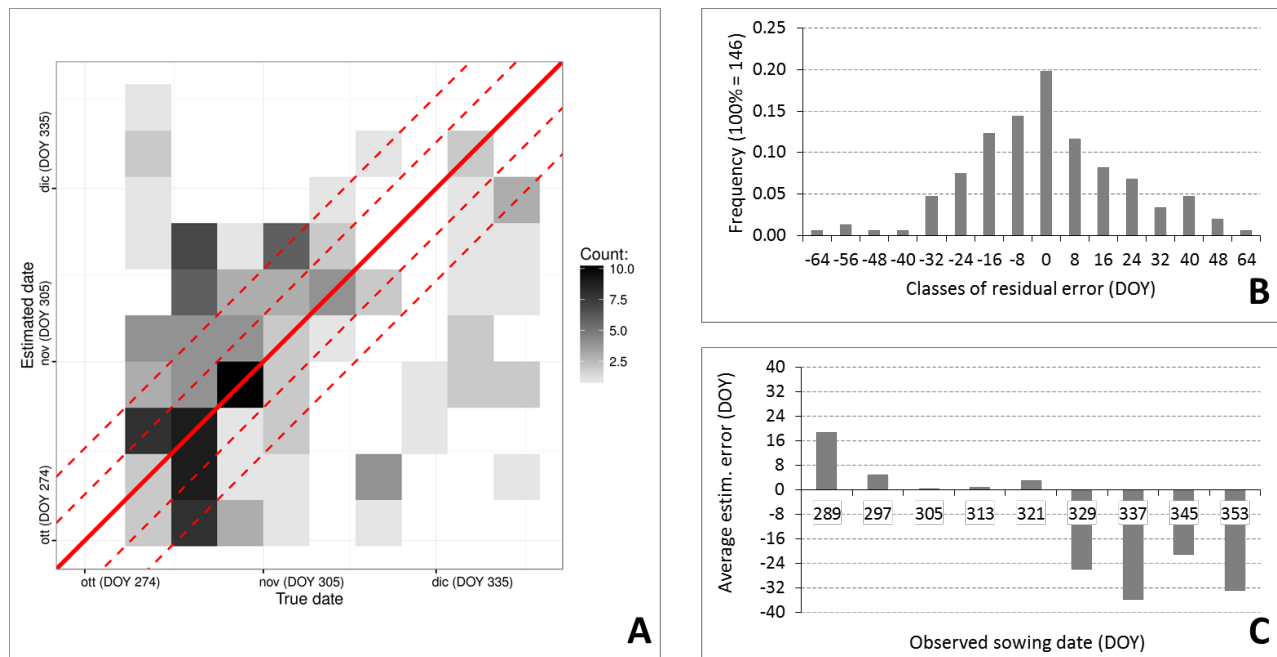 Estimated date
dic (DOY 335)
nov (DOY 305)
ott (DOY 274)
ott (DOY 274)
nov (DOY 305)
dic (DOY 335)
True date
Count:
10.0
7.5
5.0
2.5
A
Frequency (100% = 146)
0.25
0.20
0.15
0.10
0.05
0.00
-64 -56 -48 -40 -32 -24 -16 -8 0 8 16 24 32 40 48 64
Classes of residual error (DOY)
B
Average estim. error (DOY)
40
32
24
16
8
0
-8
-16
-24
-32
-40
289 297 305 313 321 329 337 345 353
Observed sowing date (DOY)
C